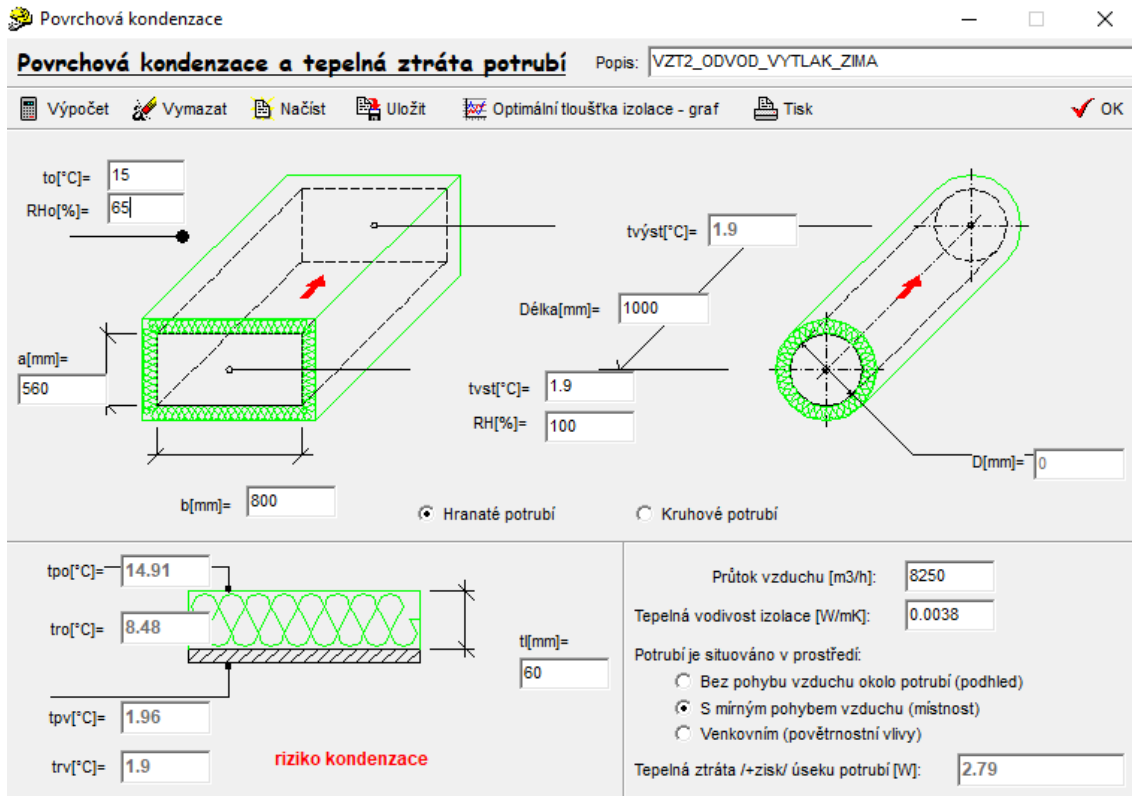 Povrchová kondenzace
Povrchová kondenzace a tepelná ztráta potrubí Popis: VZT2_ODVOD_VYTLAK_ZIMA
Výpočet Vymazat Načíst Uložit Optimální tloušťka izolace - graf Tisk OK
to[°C]= 15
RHo[%]= 65
tvýst[°C]= 1.9
Délka[mm]= 1000
a[mm]=
560
tvst[°C]= 1.9
RH[%]= 100
D[mm]= 0
b[mm]= 800
Hranaté potrubí Kruhové potrubí
tpo[°C]= 14.91
tro[°C]= 8.48
tl[mm]=
60
tpv[°C]= 1.96
trv[°C]= 1.9
riziko kondenzace
Průtok vzduchu [m3/h]: 8250
Tepelná vodivost izolace [W/mK]: 0.0038
Potrubí je situováno v prostředí:
Bez pohybu vzduchu okolo potrubí (podhled)
S mírným pohybem vzduchu (místnost)
Venkovním (povětrnostní vlivy)
Tepelná ztráta /+zisk/ úseku potrubí [W]: 2.79